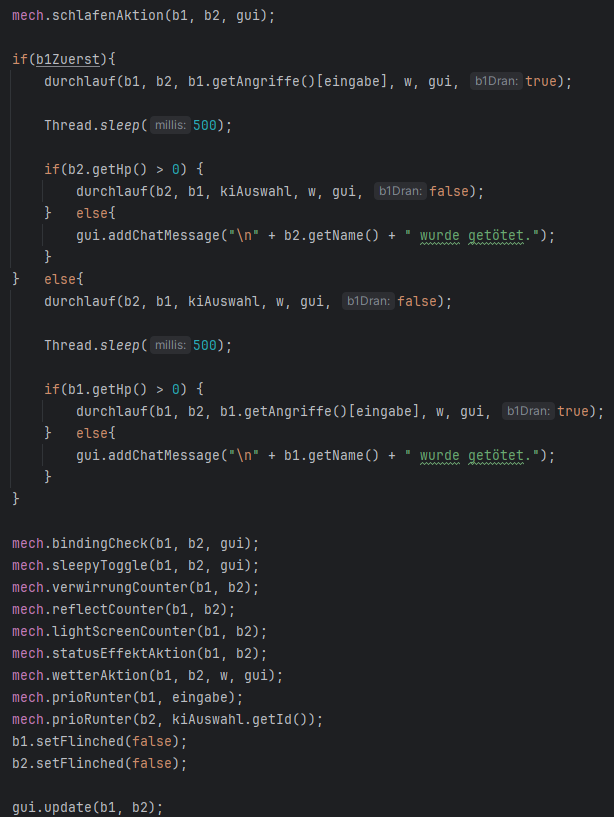 mech.schlafenAktion(b1, b2, gui);
if(b1Zuerst){
durchlauf(b1, b2, b1.getAngriffe()[eingabe], w, gui, b1Dran: true);
Thread.sleep( millis: 500);
if(b2.getHp() > 0) {
durchlauf(b2, b1, kiAuswahl, w, gui, b1Dran: false);
} else{
gui.addChatMessage("\n" + b2.getName() + " wurde getötet.");
}
} else{
durchlauf(b2, b1, kiAuswahl, w, gui, b1Dran: false);
Thread.sleep( millis: 500);
if(b1.getHp() > 0) {
durchlauf(b1, b2, b1.getAngriffe()[eingabe], w, gui, b1Dran: true);
} else{
gui.addChatMessage("\n" + b1.getName() + " wurde getötet.");
}
}
mech.bindingCheck(b1, b2, gui);
mech.sleepyToggle(b1, b2, gui);
mech.verwirrungCounter(b1, b2);
mech.reflectCounter(b1, b2);
mech.lightScreenCounter(b1, b2);
mech.statusEffektAktion(b1, b2);
mech.wetterAktion(b1, b2, w, gui);
mech.prioRunter(b1, eingabe);
mech.prioRunter(b2, kiAuswahl.getId());
b1.setFlinched(false);
b2.setFlinched(false);
gui.update(b1, b2);